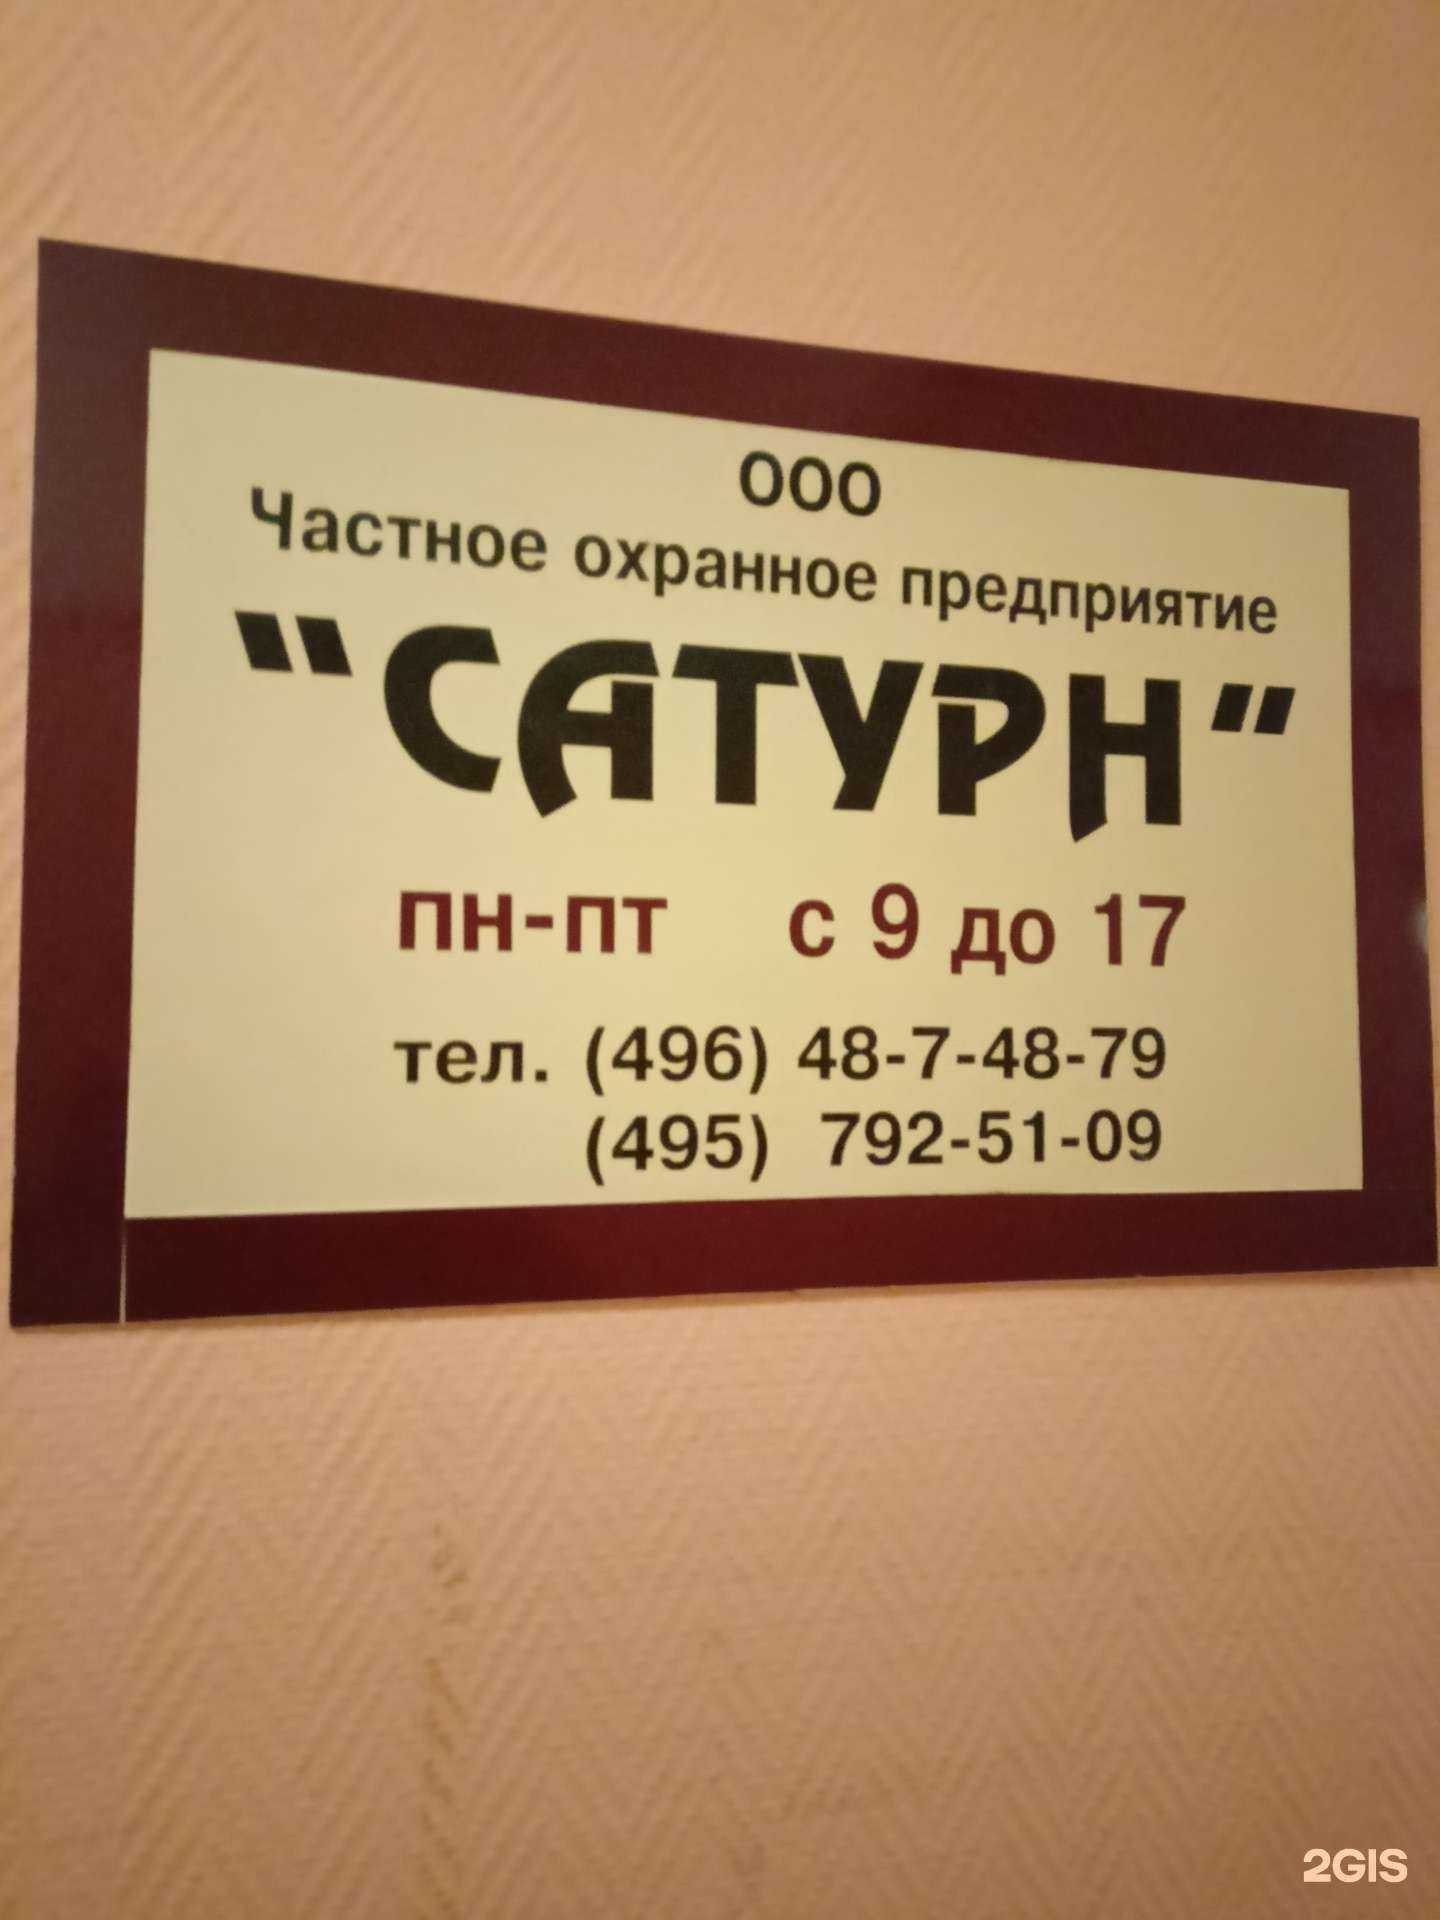 ООО
Частное охранное предприятие
"САТУРН"
пн-пт с 9 до 17
тел. (496) 48-7-48-79
(495) 792-51-09
2GIS